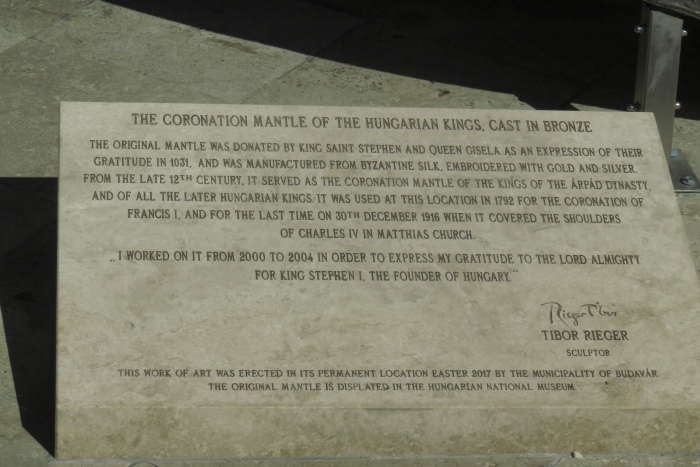 THE CORONATION MANTLE OF THE HUNGARIAN KINGS, CAST IN BRONZE
THE ORIGINAL MANTLE WAS DONATED BY KING SAINT STEPHEN AND QUEEN GISELA AS AN EXPRESSION OF THEIR
GRATITUDE IN 1031, AND WAS MANUFACTURED FROM BYZANTINE SILK, EMBROIDERED WITH GOLD AND SILVER.
FROM THE LATE 12TH CENTURY, IT SERVED AS THE CORONATION MANTLE OF THE KINGS OF THE ÁRPÁD DYNASTY,
AND OF ALL THE LATER HUNGARIAN KINGS. IT WAS USED AT THIS LOCATION IN 1792 FOR THE CORONATION OF
FRANCIS I, AND FOR THE LAST TIME ON 30TH DECEMBER 1916 WHEN IT COVERED THE SHOULDERS
OF CHARLES IV IN MATTHIAS CHURCH.
„I WORKED ON IT FROM 2000 TO 2004 IN ORDER TO EXPRESS MY GRATITUDE TO THE LORD ALMIGHTY
FOR KING STEPHEN I, THE FOUNDER OF HUNGARY.”
Rieger Tibor
TIBOR RIEGER
SCULPTOR
THIS WORK OF ART WAS ERECTED IN ITS PERMANENT LOCATION EASTER 2017 BY THE MUNICIPALITY OF BUDAVÁR.
THE ORIGINAL MANTLE IS DISPLAYED IN THE HUNGARIAN NATIONAL MUSEUM.